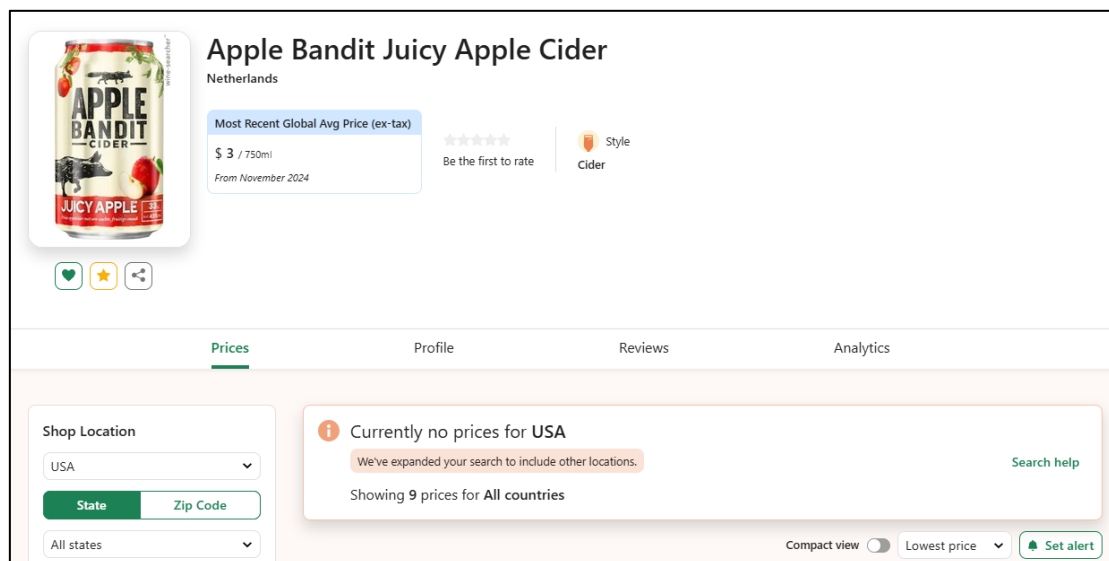 Apple Bandit Juicy Apple Cider
Netherlands
wine-searcher
APPLE
BANDIT
CIDER
JUICY APPLE
Most Recent Global Avg Price (ex-tax)
$ 3 / 750ml
From November 2024
Be the first to rate
Style
Cider
Prices Profile Reviews Analytics
Shop Location
USA
State Zip Code
All states
Currently no prices for USA
We've expanded your search to include other locations.
Search help
Showing 9 prices for All countries
Compact view Lowest price Set alert